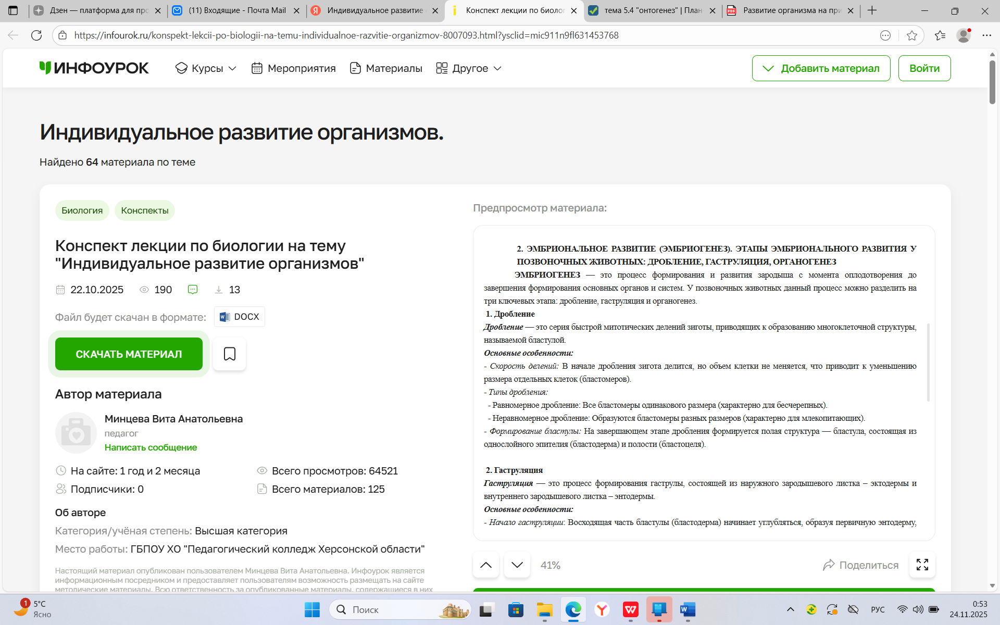 Дзен — платформа для про
(11) Входящие - Почта Mail
Индивидуальное развитие
Конспект лекции по биолог
тема 5.4 "онтогенез" | План
Развитие организма на при
https://infourok.ru/konspekt-lekcii-po-biologii-na-temu-individualnoe-razvitie-organizmov-8007093.html?ysclid=mic911n9fl631453768
ИНФОУРОК
Курсы
Мероприятия
Материалы
Другое
Добавить материал
Войти
Индивидуальное развитие организмов.
Найдено 64 материала по теме
Биология
Конспекты
Конспект лекции по биологии на тему
"Индивидуальное развитие организмов"
22.10.2025
190
13
Файл будет скачан в формате:
DOCX
СКАЧАТЬ МАТЕРИАЛ
Автор материала
Минцева Вита Анатольевна
педагог
Написать сообщение
На сайте: 1 год и 2 месяца
Всего просмотров: 64521
Подписчики: 0
Всего материалов: 125
Об авторе
Категория/учёная степень: Высшая категория
Место работы: ГБПОУ ХО "Педагогический колледж Херсонской области"
Настоящий материал опубликован пользователем Минцева Вита Анатольевна. Инфоурок является
информационным посредником и предоставляет пользователям возможность размещать на сайте
методические материалы. Всю ответственность за опубликованные материалы, содержащиеся в них
Предпросмотр материала:
2. ЭМБРИОНАЛЬНОЕ РАЗВИТИЕ (ЭМБРИОГЕНЕЗ). ЭТАПЫ ЭМБРИОНАЛЬНОГО РАЗВИТИЯ У
ПОЗВОНОЧНЫХ ЖИВОТНЫХ: ДРОБЛЕНИЕ, ГАСТРУЛЯЦИЯ, ОРГАНОГЕНЕЗ
ЭМБРИОГЕНЕЗ — это процесс формирования и развития зародыша с момента оплодотворения до
завершения формирования основных органов и систем. У позвоночных животных данный процесс можно разделить на
три ключевых этапа: дробление, гаструляция и органогенез.
1. Дробление
Дробление — это серия быстрой митотических делений зиготы, приводящих к образованию многоклеточной структуры,
называемой бластулой.
Основные особенности:
- Скорость делений: В начале дробления зигота делится, но объем клетки не меняется, что приводит к уменьшению
размера отдельных клеток (бластомеров).
- Типы дробления:
- Равномерное дробление: Все бластомеры одинакового размера (характерно для бесчерепных).
- Неравномерное дробление: Образуются бластомеры разных размеров (характерно для млекопитающих).
- Формирование бластулы: На завершающем этапе дробления формируется полая структура — бластула, состоящая из
однослойного эпителия (бластодерма) и полости (бластоцеля).
2. Гаструляция
Гаструляция — это процесс формирования гаструлы, состоящей из наружного зародышевого листка – эктодермы и
внутреннего зародышевого листка – энтодермы.
Основные особенности:
- Начало гаструляции: Восходящая часть бластулы (бластодерма) начинает углубляться, образуя первичную энтодерму,
41%
Поделиться
1
5°C
Ясно
Поиск
РУС
0:53
24.11.2025